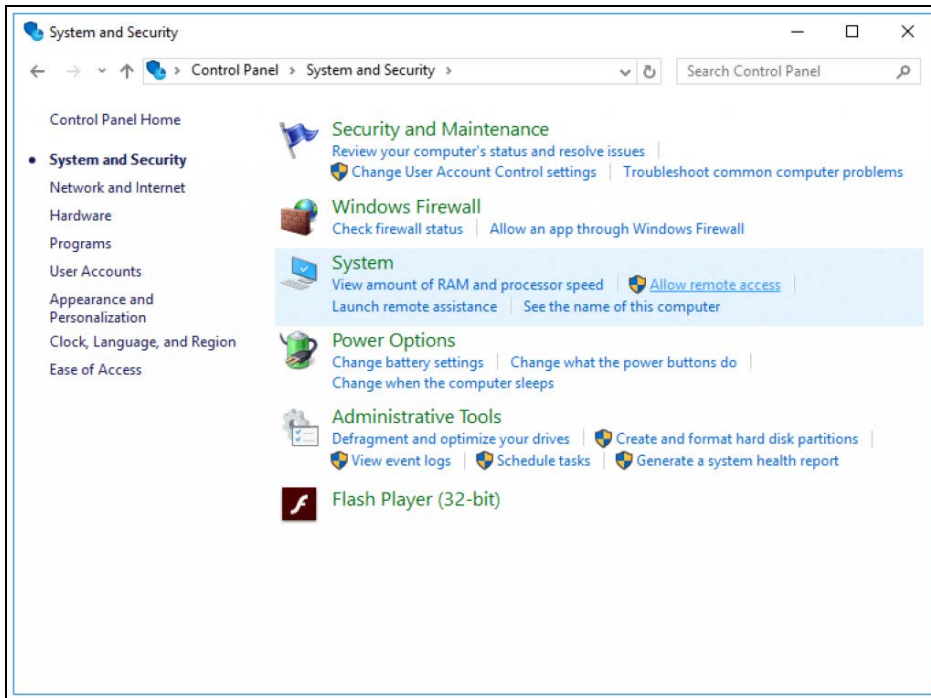 System and Security
Control Panel > System and Security >
Search Control Panel
Control Panel Home
System and Security
Network and Internet
Hardware
Programs
User Accounts
Appearance and
Personalization
Clock, Language, and Region
Ease of Access
Security and Maintenance
Review your computer's status and resolve issues
Change User Account Control settings | Troubleshoot common computer problems
Windows Firewall
Check firewall status | Allow an app through Windows Firewall
System
View amount of RAM and processor speed | Allow remote access
Launch remote assistance | See the name of this computer
Power Options
Change battery settings | Change what the power buttons do
Change when the computer sleeps
Administrative Tools
Defragment and optimize your drives | Create and format hard disk partitions
View event logs | Schedule tasks | Generate a system health report
Flash Player (32-bit)